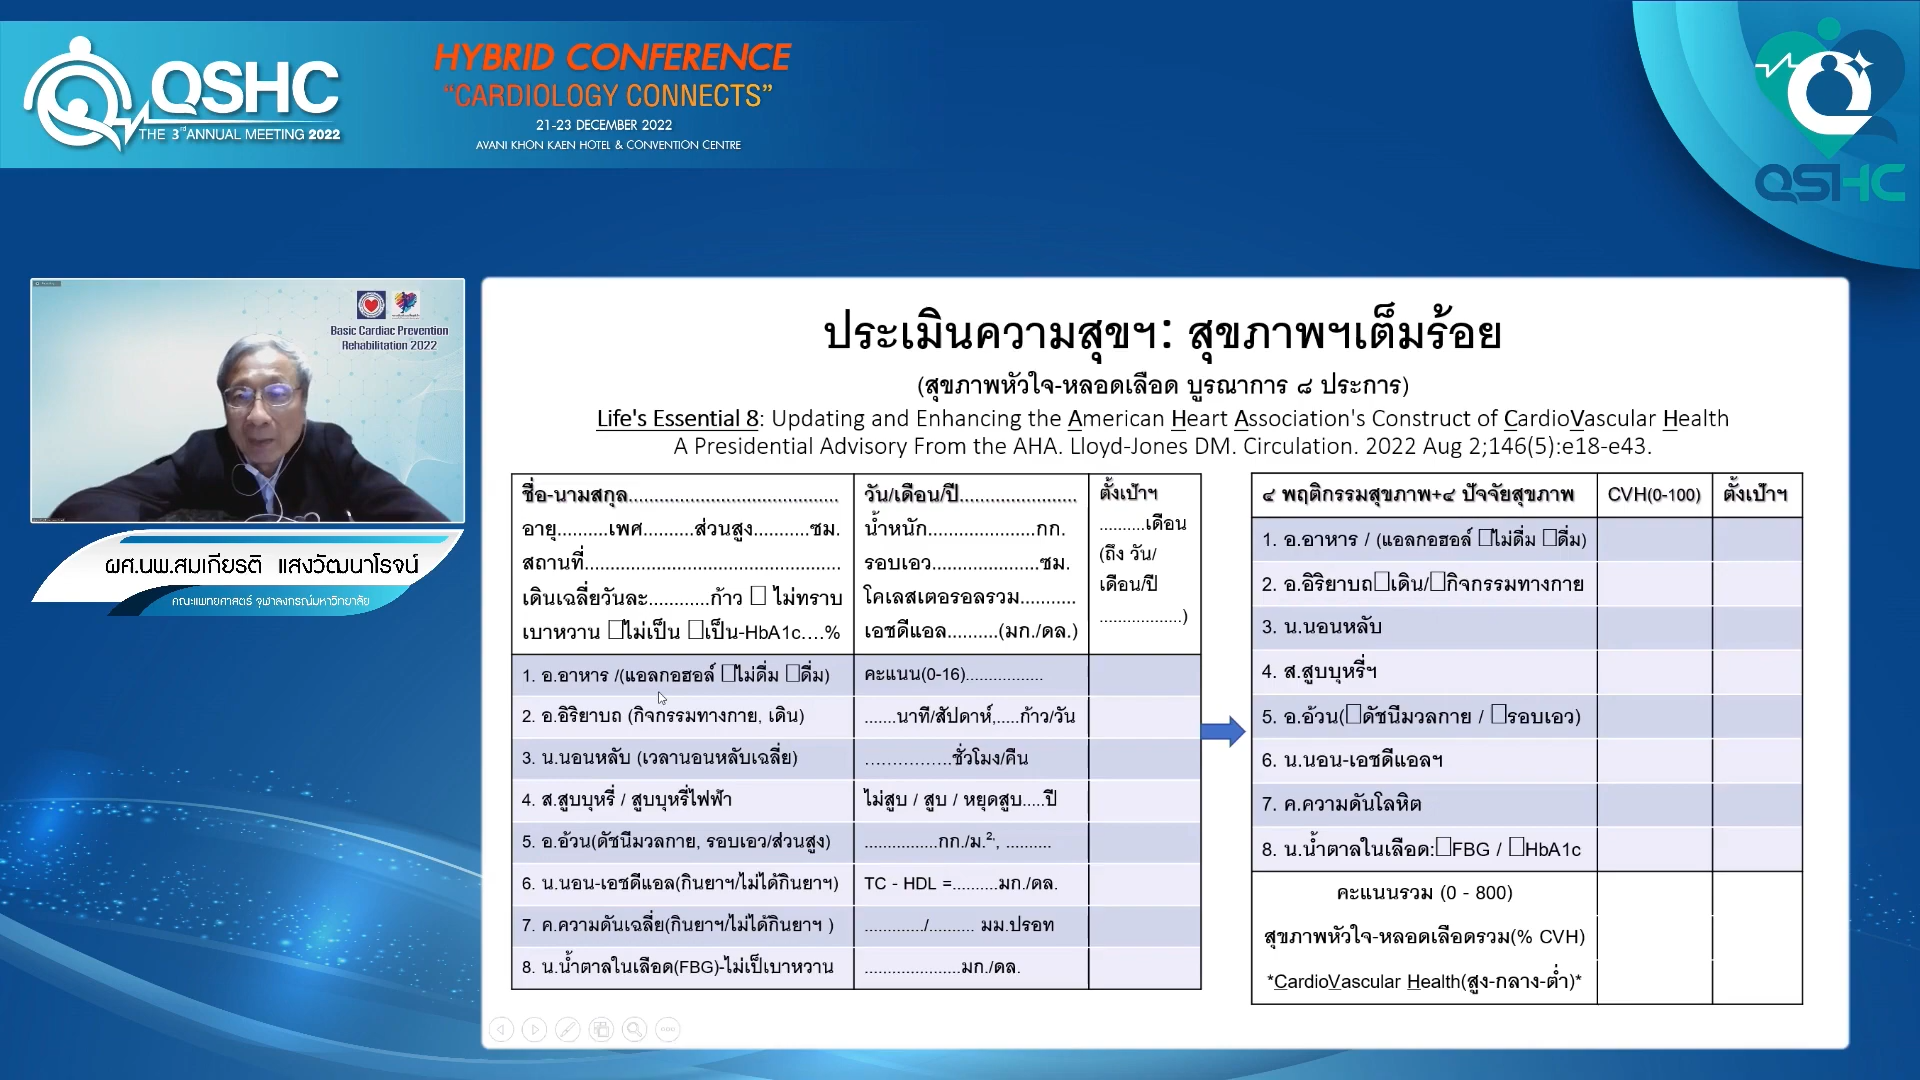 QSHC
THE 3rd ANNUAL MEETING 2022
HYBRID CONFERENCE
“CARDIOLOGY CONNECTS”
21-23 DECEMBER 2022
AVANI KHON KAEN HOTEL & CONVENTION CENTRE
QSHC
Basic Cardiac Prevention
Rehabilitation 2022
ผศ.นพ.สมเกียรติ แสงวัฒนาโรจน์
คณะแพทยศาสตร์ จุฬาลงกรณ์มหาวิทยาลัย
ประเมินความสุขฯ: สุขภาพฯเต็มร้อย
(สุขภาพหัวใจ-หลอดเลือด บูรณาการ ๘ ประการ)
Life's Essential 8: Updating and Enhancing the American Heart Association's Construct of CardioVascular Health
A Presidential Advisory From the AHA. Lloyd-Jones DM. Circulation. 2022 Aug 2;146(5):e18-e43.
ชื่อ-นามสกุล.......................................
อายุ..........เพศ..........ส่วนสูง...........ซม.
สถานที่................................................
เดินเฉลี่ยวันละ............ก้าว □ ไม่ทราบ
เบาหวาน □ไม่เป็น □เป็น-HbA1c....%
วัน/เดือน/ปี.......................
น้ำหนัก.....................กก.
รอบเอว.....................ซม.
โคเลสเตอรอลรวม...........
เอชดีแอล..........(มก./ดล.)
ตั้งเป้าฯ
..........เดือน
(ถึง วัน/
เดือน/ปี
..................)
1. อ.อาหาร /(แอลกอฮอล์ □ไม่ดื่ม □ดื่ม) คะแนน(0-16).................
2. อ.อิริยาบถ (กิจกรรมทางกาย, เดิน) .......นาที/สัปดาห์,.....ก้าว/วัน
3. น.นอนหลับ (เวลานอนหลับเฉลี่ย) ................ชั่วโมง/คืน
4. ส.สูบบุหรี่ / สูบบุหรี่ไฟฟ้า ไม่สูบ / สูบ / หยุดสูบ.....ปี
5. อ.อ้วน(ดัชนีมวลกาย, รอบเอว/ส่วนสูง) ................กก./ม.2, ..........
6. น.นอน-เอชดีแอล(กินยาฯ/ไม่ได้กินยาฯ) TC - HDL =..........มก./ดล.
7. ค.ความดันเฉลี่ย(กินยาฯ/ไม่ได้กินยาฯ ) ............/.......... มม.ปรอท
8. น.น้ำตาลในเลือด(FBG)-ไม่เป็เบาหวาน .....................มก./ดล.
๔ พฤติกรรมสุขภาพ+๔ ปัจจัยสุขภาพ CVH(0-100) ตั้งเป้าฯ
1. อ.อาหาร / (แอลกอฮอล์ □ไม่ดื่ม □ดื่ม)
2. อ.อิริยาบถ□เดิน/□กิจกรรมทางกาย
3. น.นอนหลับ
4. ส.สูบบุหรี่ฯ
5. อ.อ้วน(□ดัชนีมวลกาย / □รอบเอว)
6. น.นอน-เอชดีแอลฯ
7. ค.ความดันโลหิต
8. น.น้ำตาลในเลือด:□FBG / □HbA1c
คะแนนรวม (0 - 800)
สุขภาพหัวใจ-หลอดเลือดรวม(% CVH)
*CardioVascular Health(สูง-กลาง-ต่ำ)*